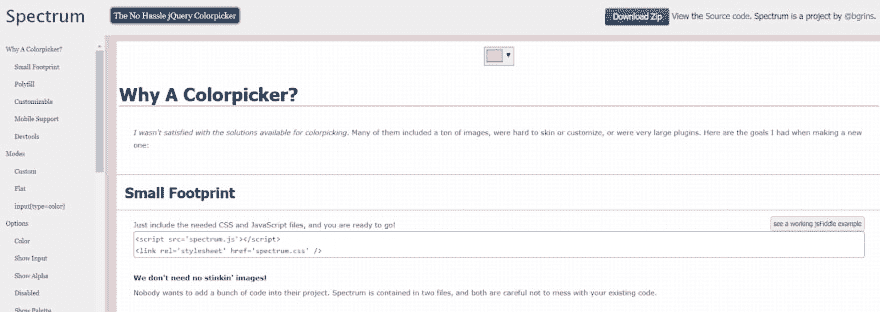 Spectrum
The No Hassle jQuery Colorpicker
Download Zip View the Source code. Spectrum is a project by @bgrins.
Why A Colorpicker?
Small Footprint
Polyfill
Customizable
Mobile Support
Devtools
Modes
Custom
Flat
input[type=color]
Options
Color
Show Input
Show Alpha
Disabled
Show Palette
Why A Colorpicker?
I wasn't satisfied with the solutions available for colorpicking. Many of them included a ton of images, were hard to skin or customize, or were very large plugins. Here are the goals I had when making a new
one:
Small Footprint
Just include the needed CSS and JavaScript files, and you are ready to go!
see a working jsFiddle example
<script src='spectrum.js'></script>
<link rel='stylesheet' href='spectrum.css' />
We don't need no stinkin' images!
Nobody wants to add a bunch of code into their project. Spectrum is contained in two files, and both are careful not to mess with your existing code.